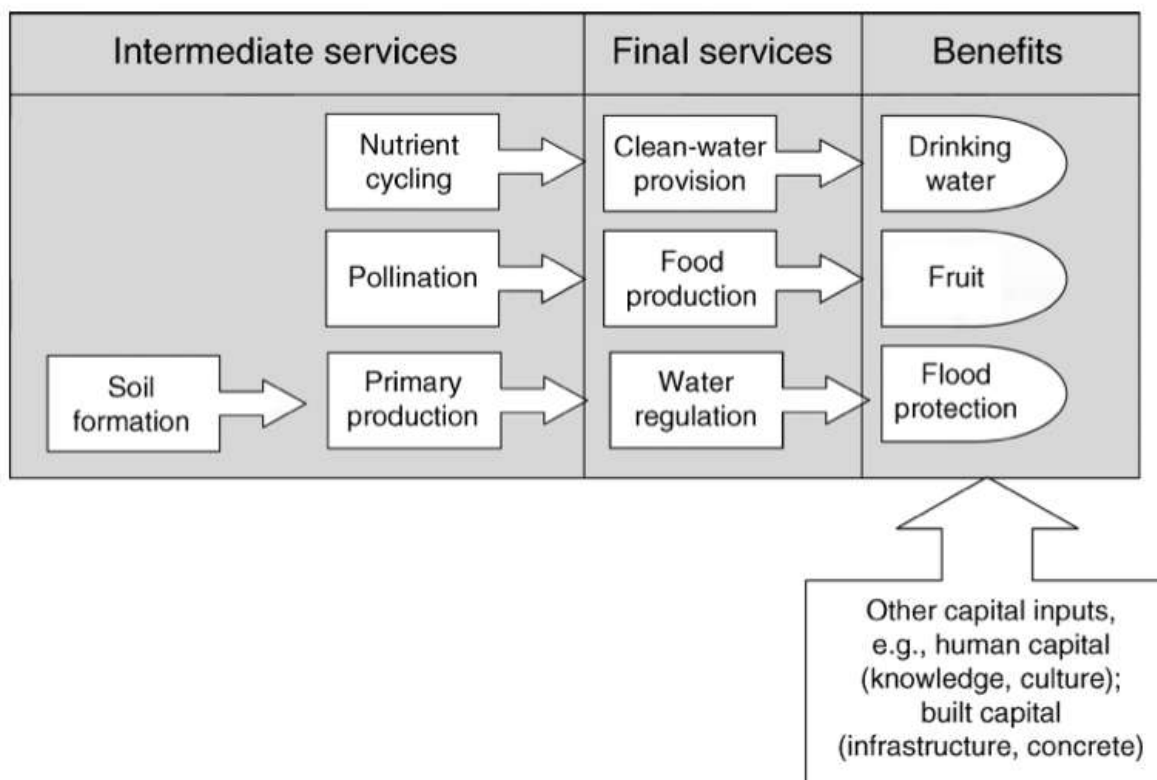 Intermediate services
Final services
Benefits
Nutrient
cycling
Clean-water
provision
Drinking
water
Pollination
Food
production
Fruit
Soil
formation
Primary
production
Water
regulation
Flood
protection
Other capital inputs,
e.g., human capital
(knowledge, culture);
built capital
(infrastructure, concrete)